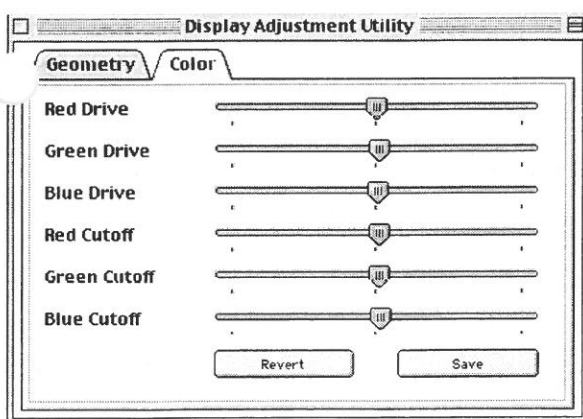 Display Adjustment Utility
Geometry Color
Red Drive
Green Drive
Blue Drive
Red Cutoff
Green Cutoff
Blue Cutoff
Revert Save